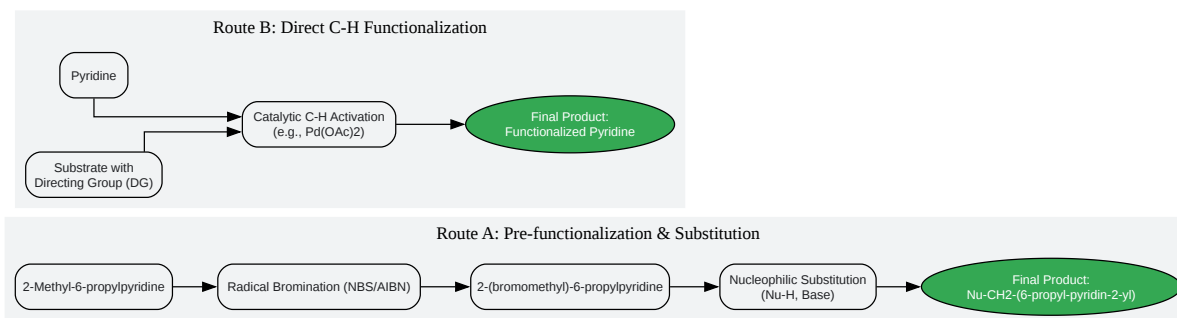 Route B: Direct C-H Functionalization
Pyridine
Catalytic C-H Activation
(e.g., Pd(OAc)2)
Final Product:
Functionalized Pyridine
Substrate with
Directing Group (DG)
Route A: Pre-functionalization & Substitution
2-Methyl-6-propylpyridine
Radical Bromination (NBS/AIBN)
2-(bromomethyl)-6-propylpyridine
Nucleophilic Substitution
(Nu-H, Base)
Final Product:
Nu-CH2-(6-propyl-pyridin-2-yl)